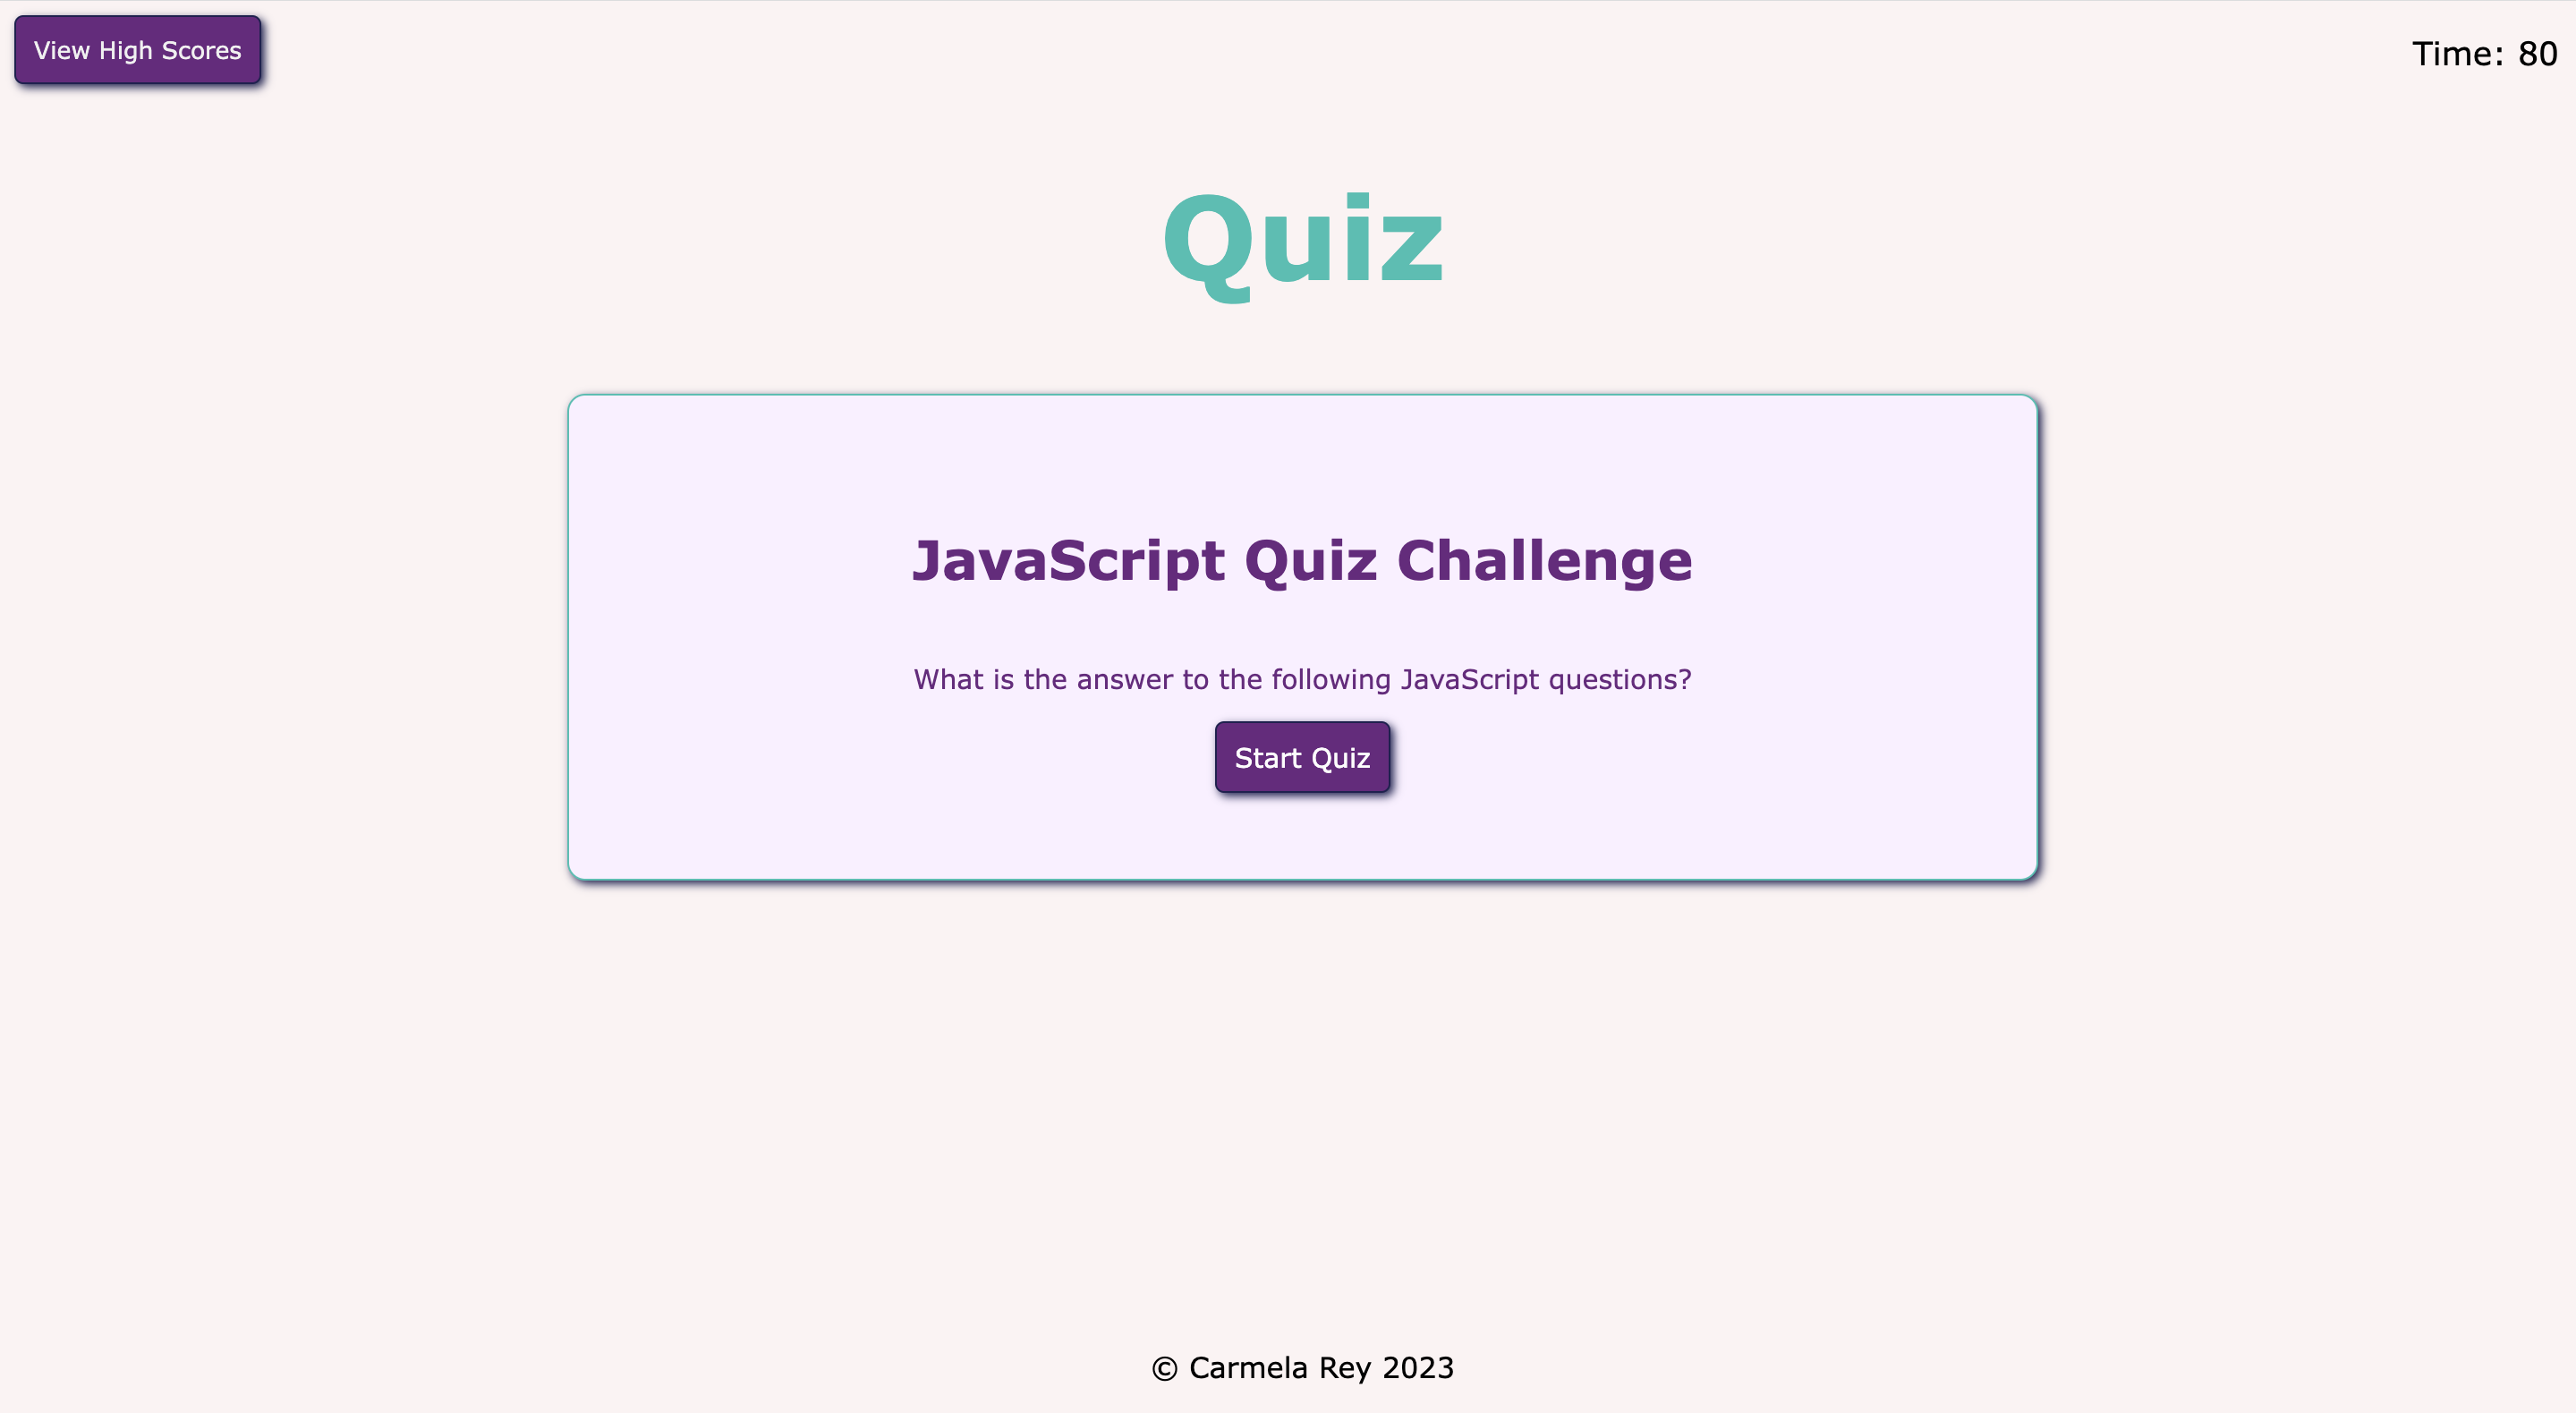 View High Scores
Time: 80
Quiz
JavaScript Quiz Challenge
What is the answer to the following JavaScript questions?
Start Quiz
© Carmela Rey 2023